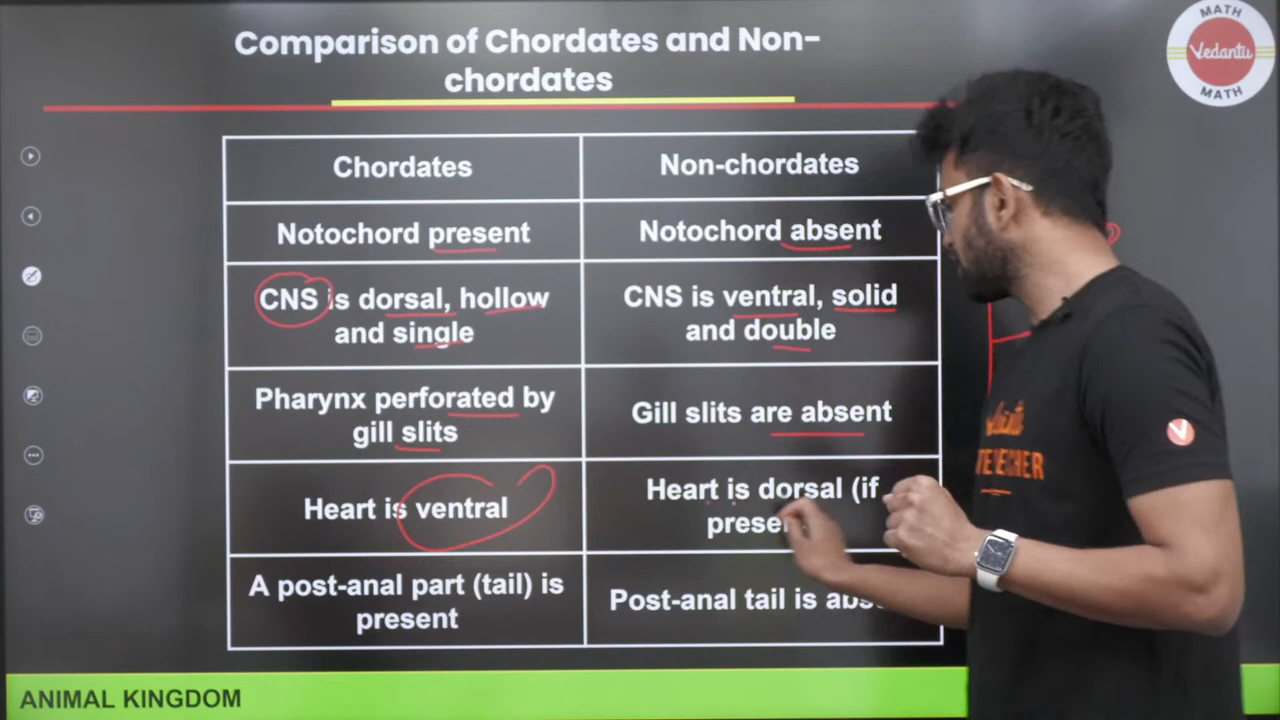 Comparison of Chordates and Non-
chordates
MATH
Vedantu
MATH
Chordates
Non-chordates
Notochord present
Notochord absent
CNS is dorsal, hollow
and single
CNS is ventral, solid
and double
Pharynx perforated by
gill slits
Gill slits are absent
Heart is ventral
Heart is dorsal (if
A post-anal part (tail) is
present
Post-anal tail is
V
ANIMAL KINGDOM